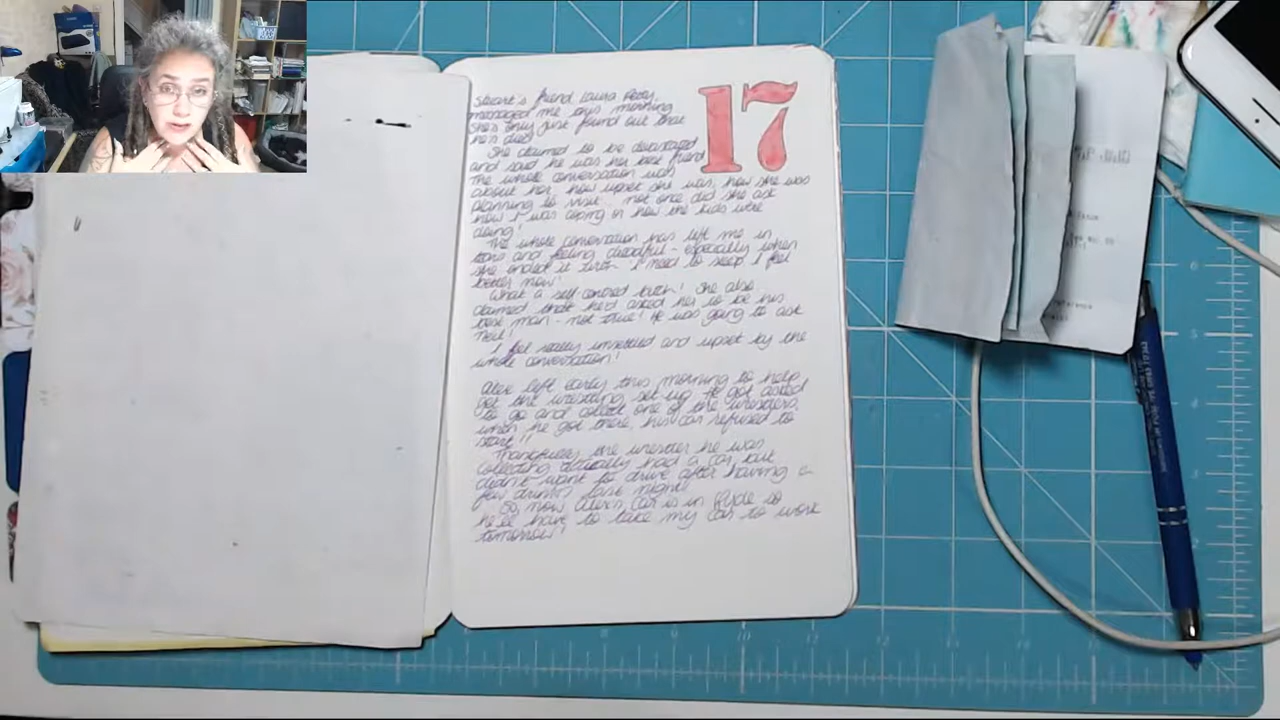 17
Stuart's friend Laura
messaged me this morning
she's only just found out that
he's died
She claimed to be devastated
and said he was her best friend
The whole conversation was
about her, how upset she was, how she was
planning to visit - not once did she ask
how I was coping or how the kids were
doing!
The whole conversation has left me in
tears and feeling dreadful - especially when
she ended it with I need to sleep I feel
better now!
What a self centred bitch! She also
claimed that he'd asked her to be his
best man - not true! He was going to ask
Neil!
I feel really unsettled and upset by the
whole conversation!
Alex left early this morning to help
get the wrestling set up. He got asked
to go and collect one of the wrestlers
when he got there, his car refused to
start!!
Thankfully the wrestler he was
collecting actually had a car but
didn't want to drive after having a
few drinks last night!
So now Alex's car is in Ryde so
he'll have to take my car to work
tomorrow!